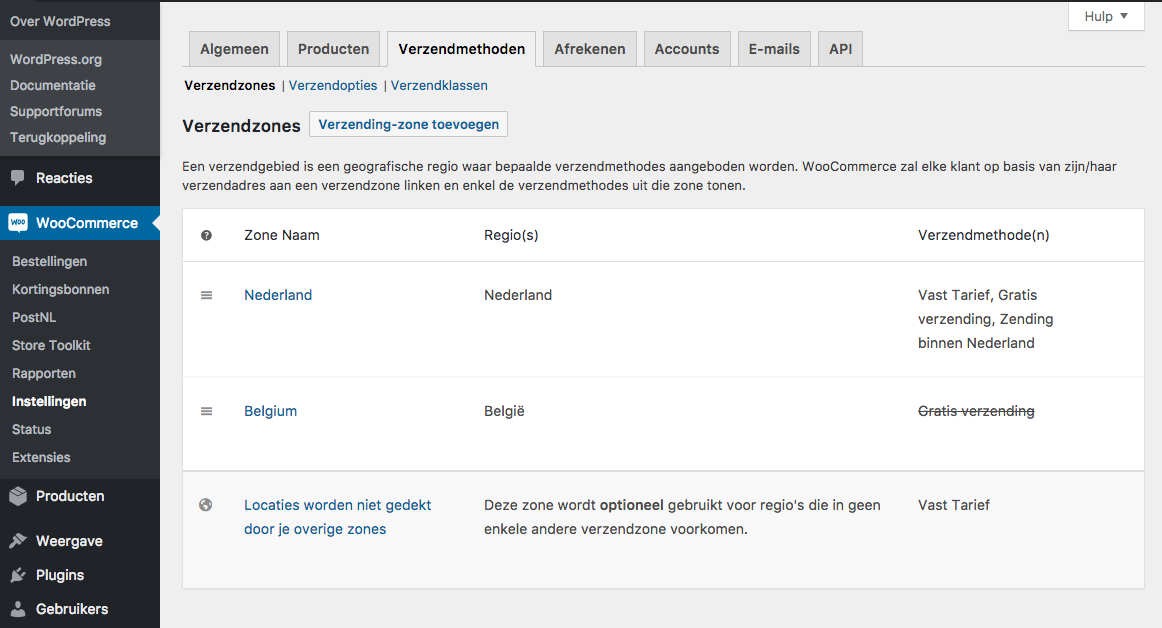 Over WordPress
WordPress.org
Documentatie
Supportforums
Terugkoppeling
Reacties
Woo WooCommerce
Bestellingen
Kortingsbonnen
PostNL
Store Toolkit
Rapporten
Instellingen
Status
Extensies
Producten
Weergave
Plugins
Gebruikers
Hulp ▼
Algemeen Producten Verzendmethoden Afrekenen Accounts E-mails API
Verzendzones | Verzendopties | Verzendklassen
Verzendzones Verzending-zone toevoegen
Een verzendgebied is een geografische regio waar bepaalde verzendmethodes aangeboden worden. WooCommerce zal elke klant op basis van zijn/haar
verzendadres aan een verzendzone linken en enkel de verzendmethodes uit die zone tonen.
? Zone Naam Regio(s) Verzendmethode(n)
Nederland Nederland Vast Tarief, Gratis
verzending, Zending
binnen Nederland
Belgium België Gratis verzending
Locaties worden niet gedekt Deze zone wordt optioneel gebruikt voor regio's die in geen Vast Tarief
door je overige zones enkele andere verzendzone voorkomen.